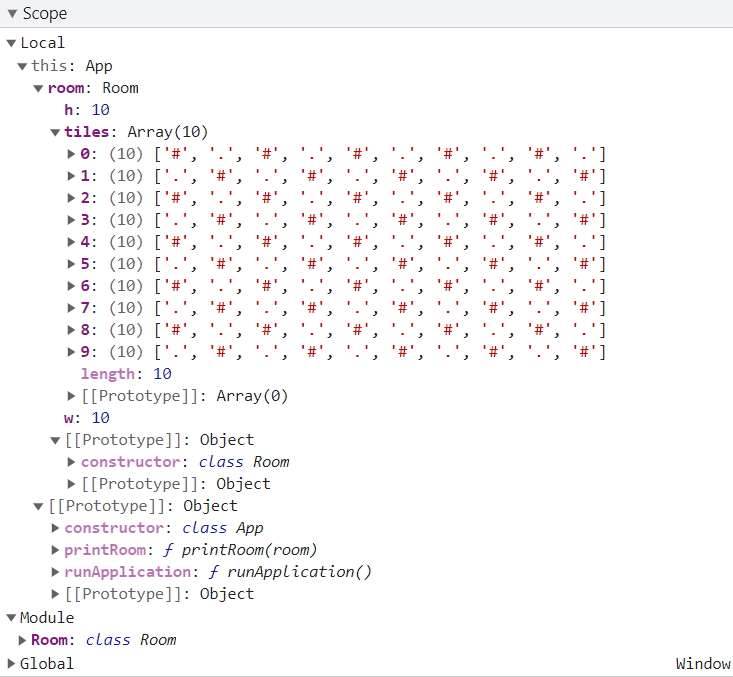 Scope
Local
this: App
room: Room
h: 10
tiles: Array(10)
0: (10) ['#', '.', '#', '.', '#', '.', '#', '.', '#', '.']
1: (10) ['.', '#', '.', '#', '.', '#', '.', '#', '.', '#']
2: (10) ['#', '.', '#', '.', '#', '.', '#', '.', '#', '.']
3: (10) ['.', '#', '.', '#', '.', '#', '.', '#', '.', '#']
4: (10) ['#', '.', '#', '.', '#', '.', '#', '.', '#', '.']
5: (10) ['.', '#', '.', '#', '.', '#', '.', '#', '.', '#']
6: (10) ['#', '.', '#', '.', '#', '.', '#', '.', '#', '.']
7: (10) ['.', '#', '.', '#', '.', '#', '.', '#', '.', '#']
8: (10) ['#', '.', '#', '.', '#', '.', '#', '.', '#', '.']
9: (10) ['.', '#', '.', '#', '.', '#', '.', '#', '.', '#']
length: 10
[[Prototype]]: Array(0)
w: 10
[[Prototype]]: Object
constructor: class Room
[[Prototype]]: Object
[[Prototype]]: Object
constructor: class App
printRoom: ƒ printRoom(room)
runApplication: ƒ runApplication()
[[Prototype]]: Object
Module
Room: class Room
Global Window